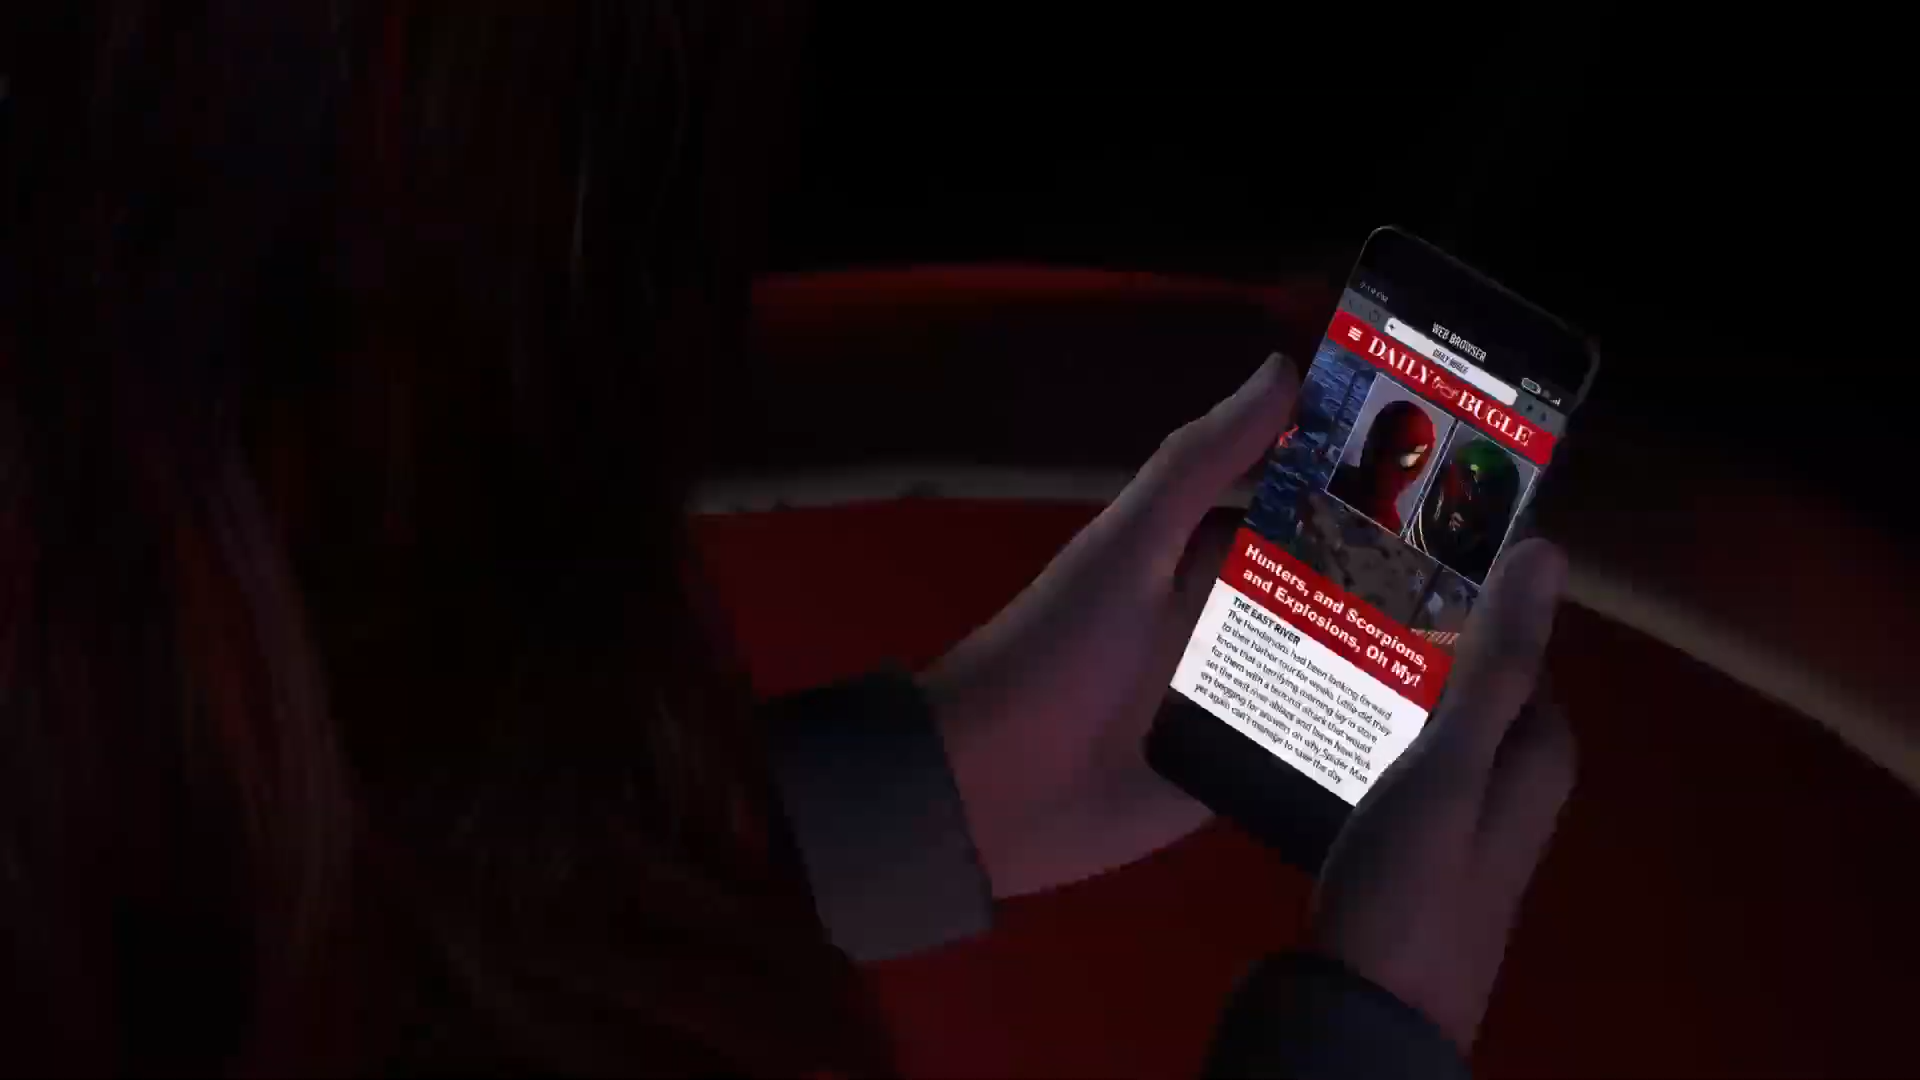 WEB BROWSER
DAILY BUGLE
DAILY BUGLE
Hunters, and Scorpions,
and Explosions, Oh My!
THE EAST RIVER
The Hendersons had been looking forward
to their harbor tour for weeks. Little did they
know that a terrifying morning lay in store
for them with a terrorist attack that would
set the east river ablaze and leave New York
on begging for answers on why Spider Man
yet again can't manage to save the day